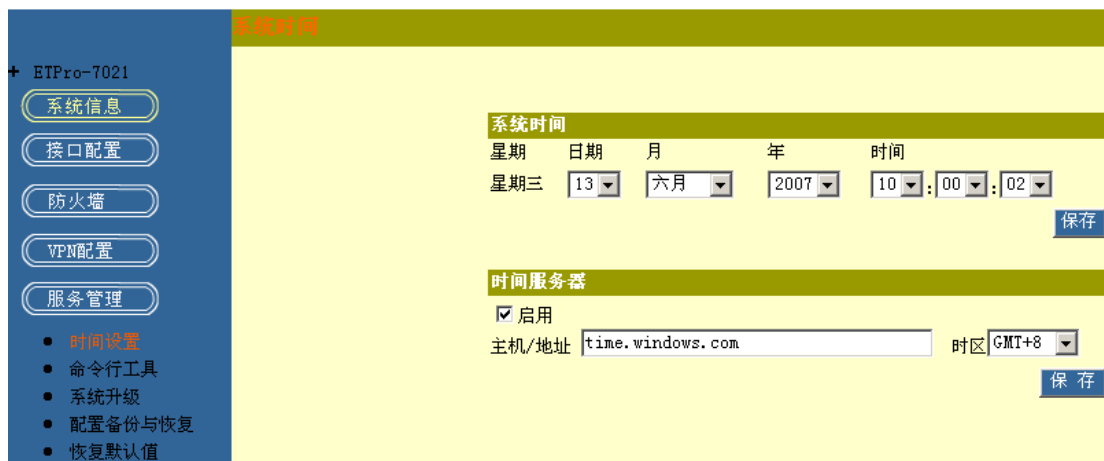 系统时间
+ ETPro-7021
系统信息
接口配置
防火墙
VPN配置
服务管理
时间设置
命令行工具
系统升级
配置备份与恢复
恢复默认值
系统时间
星期 日期 月 年 时间
星期三 13 六月 2007 10 : 00 : 02
保存
时间服务器
启用
主机/地址 time.windows.com 时区 GMT+8
保 存